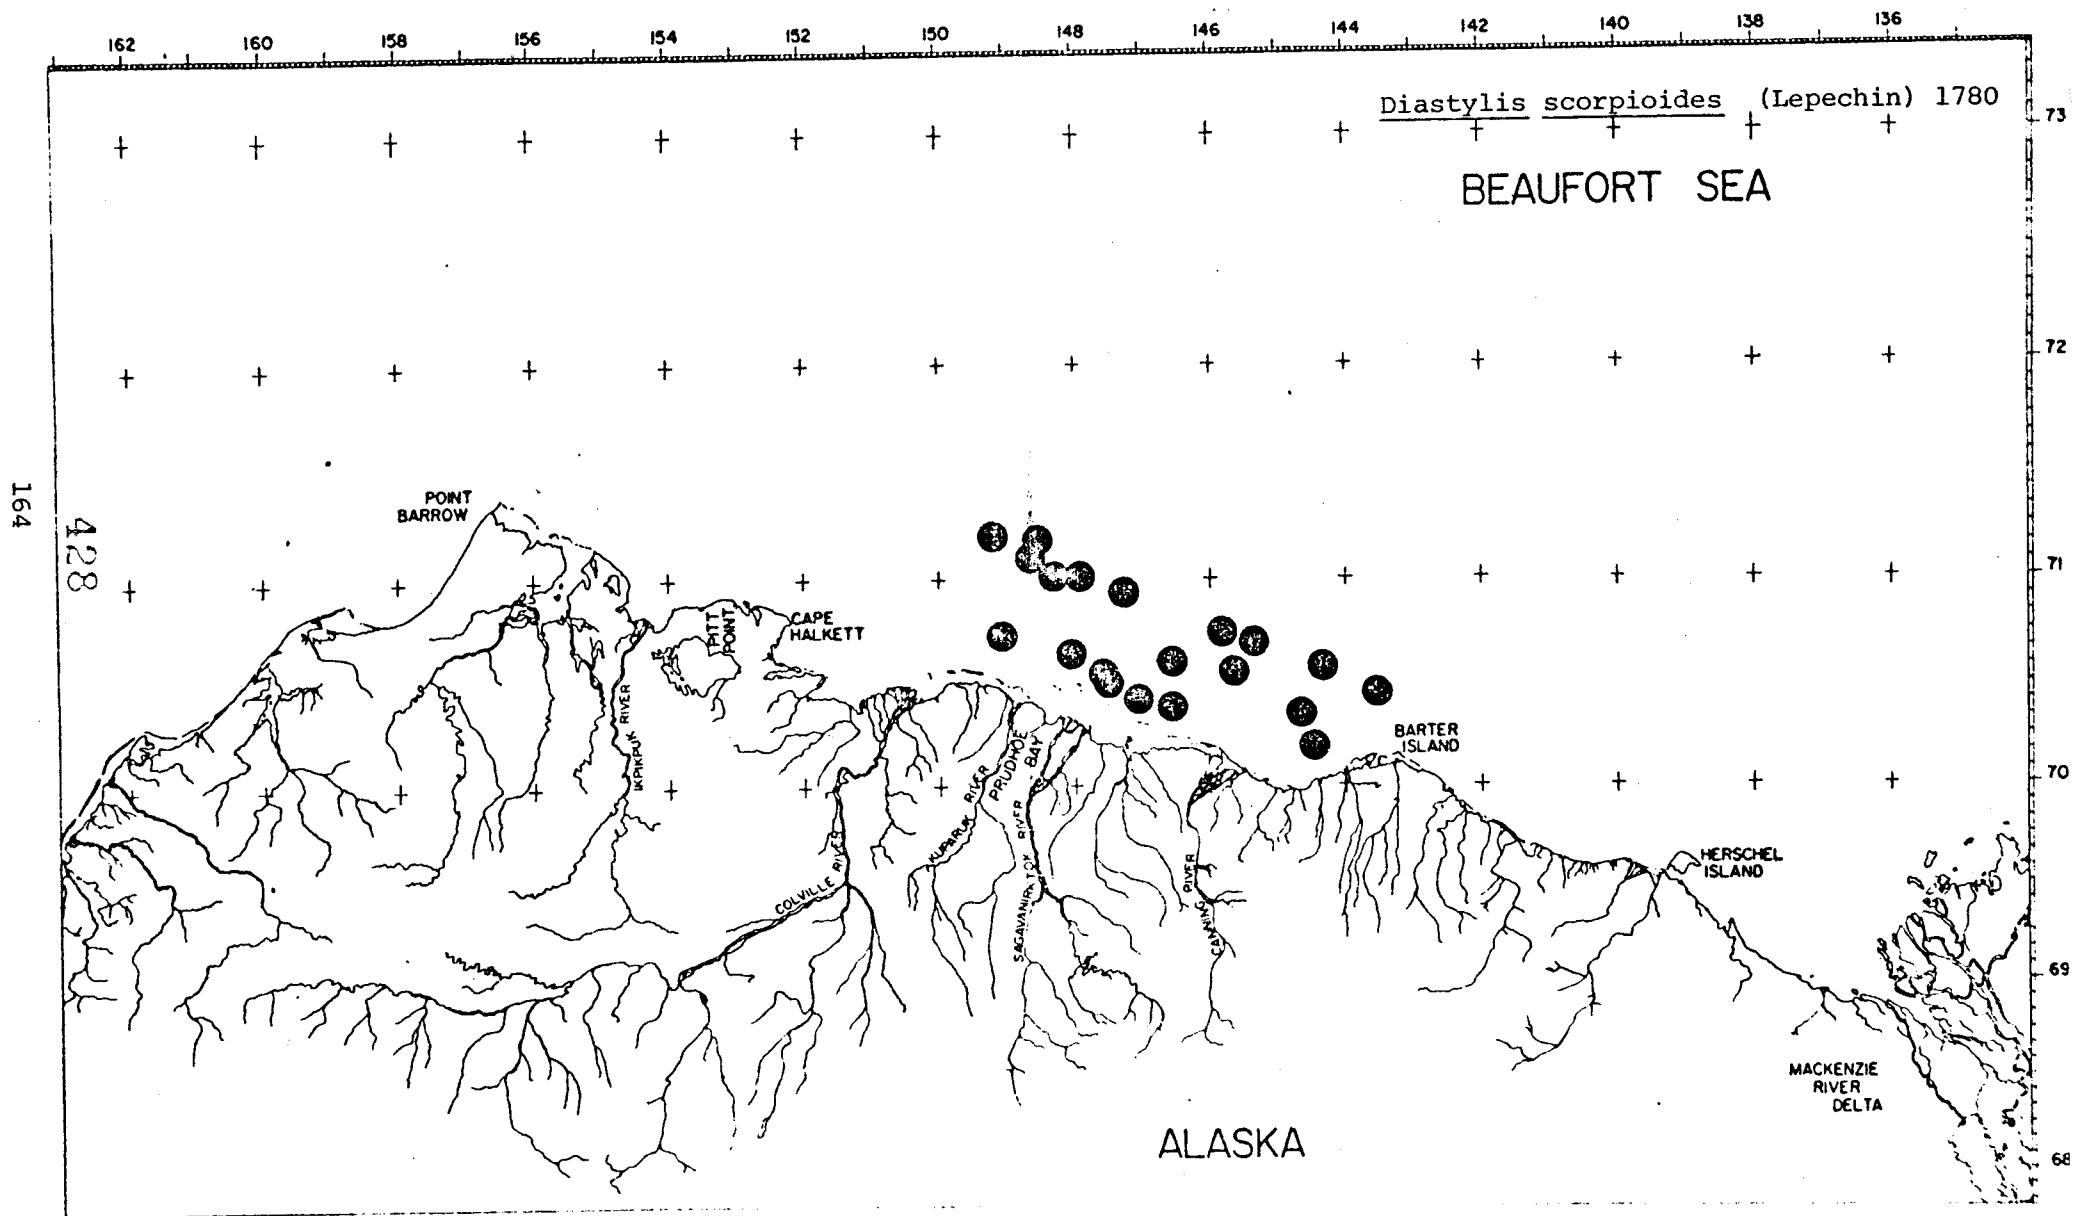 162 160 158 156 154 152 150 148 146 144 142 140 138 136
Diastylis scorpioides (Lepechin) 1780
73
BEAUFORT SEA
72
164
428
POINT
BARROW
71
PITT
POINT
CAPE
HALKETT
IKPIKPUK RIVER
BARTER
ISLAND
PRUDHOE
BAY
70
KUPARUK RIVER
COLVILLE RIVER
SAGAVANIRKTOK RIVER
CANNING RIVER
HERSCHEL
ISLAND
69
MACKENZIE
RIVER
DELTA
ALASKA
68